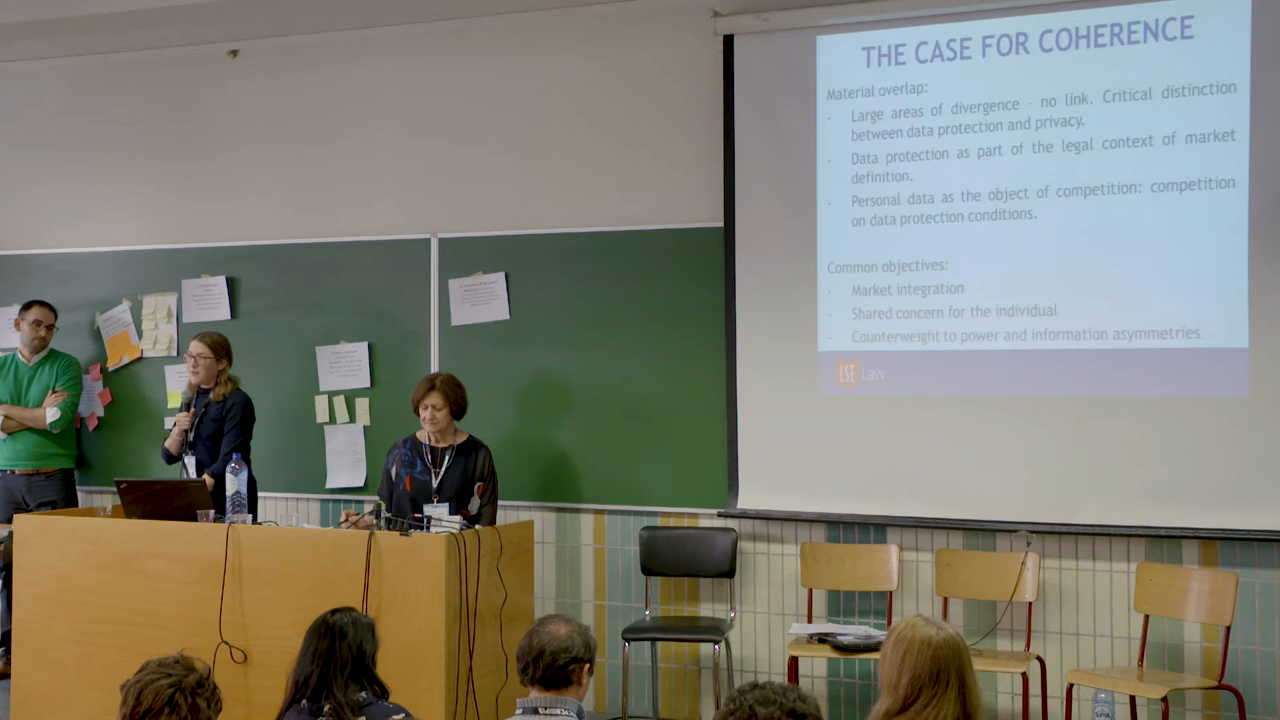 THE CASE FOR COHERENCE
Material overlap:
- Large areas of divergence - no link. Critical distinction
between data protection and privacy.
- Data protection as part of the legal context of market
definition.
- Personal data as the object of competition: competition
on data protection conditions.
Common objectives:
- Market integration
- Shared concern for the individual
- Counterweight to power and information asymmetries
LSE Law
SPA